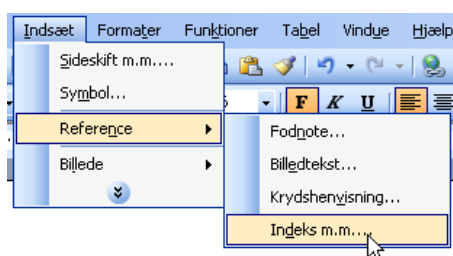 Indsæt Formater Funktioner Tabel Vindue Hjælp
Sideskift m.m....
Symbol...
F K U
Reference
Fodnote...
Billede
Billedtekst...
Krydshenvisning...
Indeks m.m....